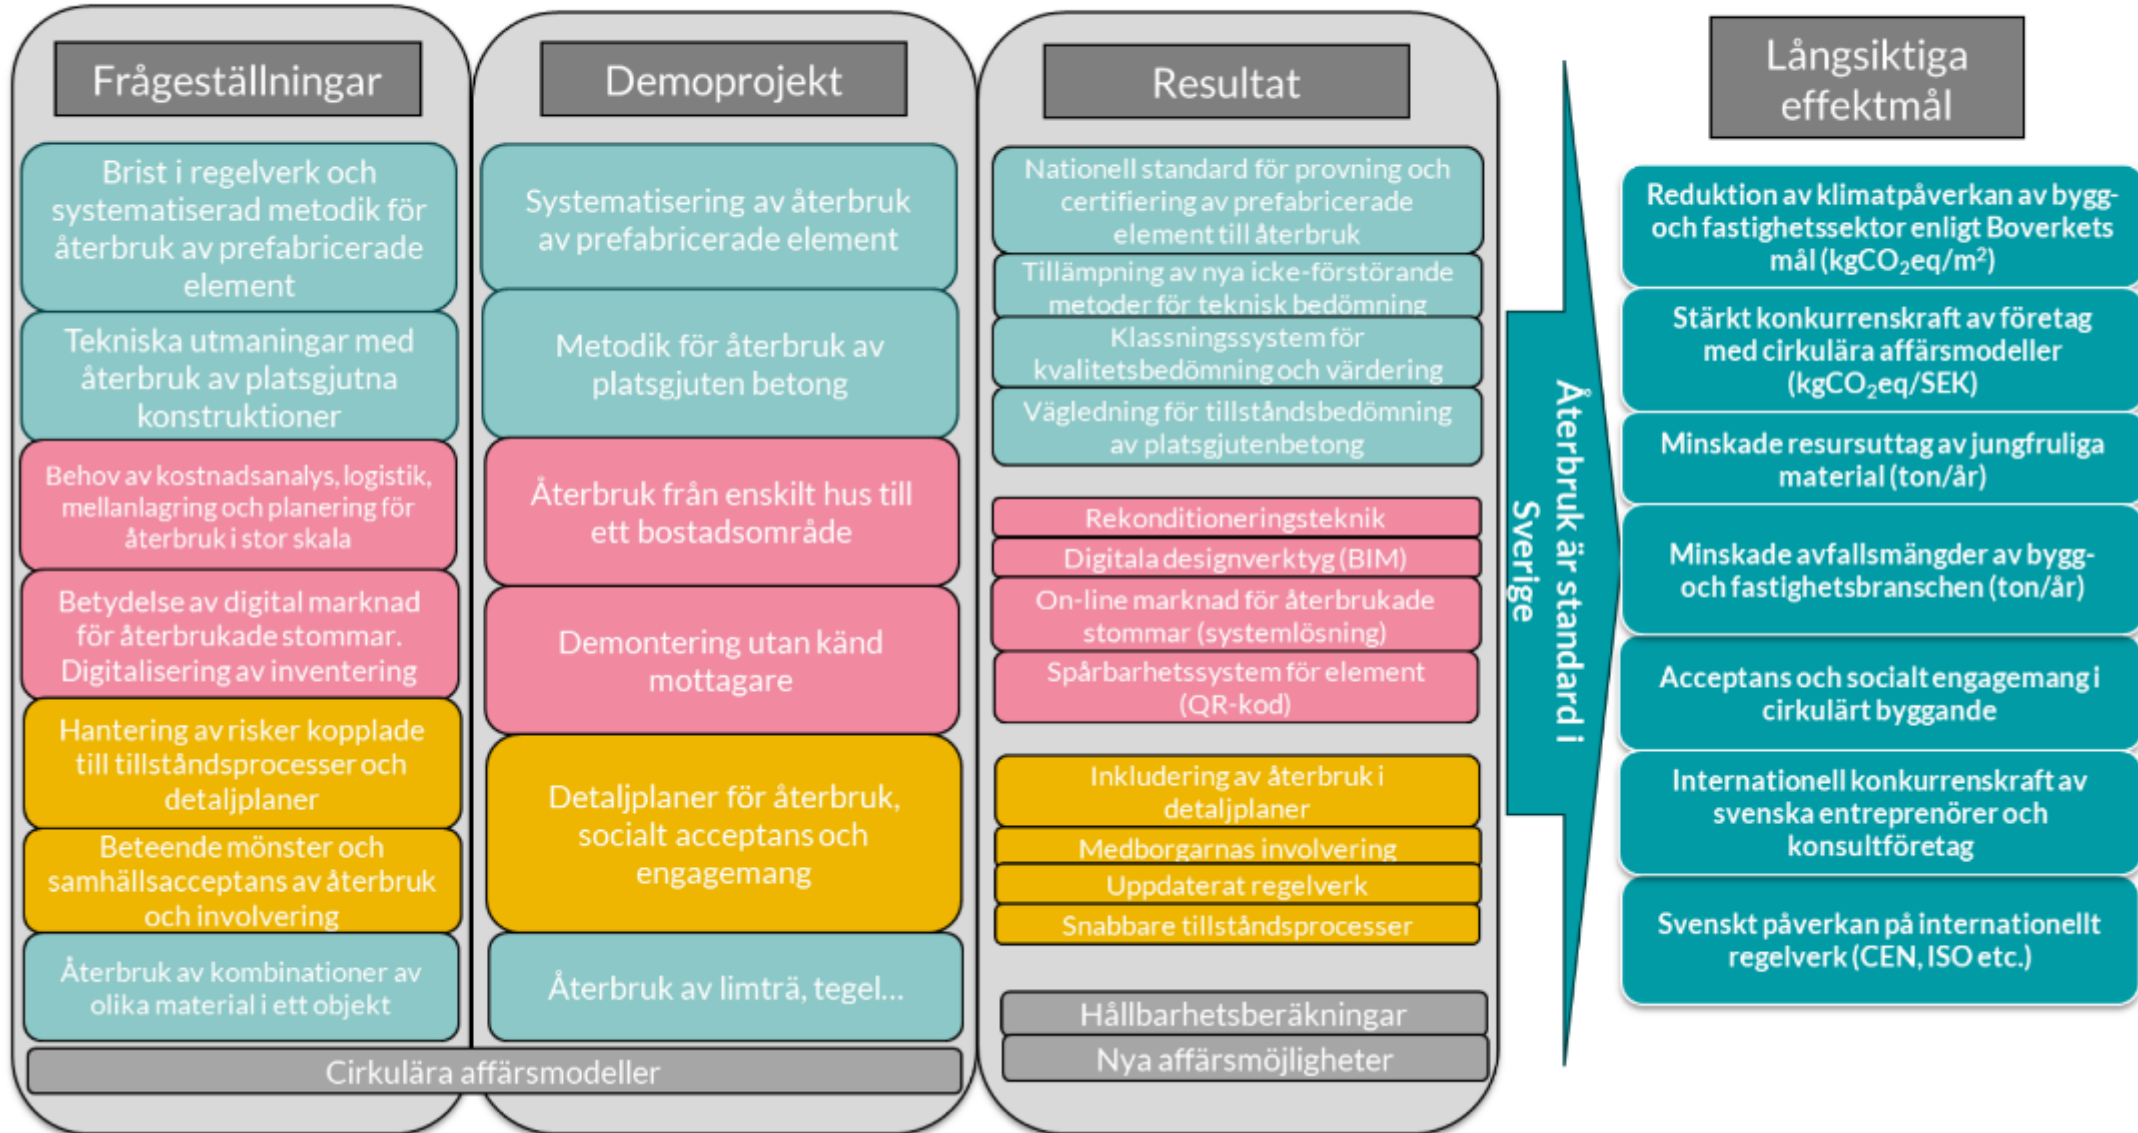 Frågeställningar
Brist i regelverk och
systematiserad metodik för
återbruk av prefabricerade
element
Tekniska utmaningar med
återbruk av platsgjutna
konstruktioner
Behov av kostnadsanalys, logistik,
mellanlagring och planering för
återbruk i stor skala
Betydelse av digital marknad
för återbrukade stommar.
Digitalisering av inventering
Hantering av risker kopplade
till tillståndsprocesser och
detaljplaner
Beteende mönster och
samhällsacceptans av återbruk
och involvering
Återbruk av kombinationer av
olika material i ett objekt
Demoprojekt
Systematisering av återbruk
av prefabricerade element
Metodik för återbruk av
platsgjuten betong
Återbruk från enskilt hus till
ett bostadsområde
Demontering utan känd
mottagare
Detaljplaner för återbruk,
socialt acceptans och
engagemang
Återbruk av limträ, tegel...
Cirkulära affärsmodeller
Resultat
Nationell standard för provning och
certifiering av prefabricerade
element till återbruk
Tillämpning av nya icke-förstörande
metoder för teknisk bedömning
Klassningssystem för
kvalitetsbedömning och värdering
Vägledning för tillståndsbedömning
av platsgjutenbetong
Rekonditioneringsteknik
Digitala designverktyg (BIM)
On-line marknad för återbrukade
stommar (systemlösning)
Spårbarhetssystem för element
(QR-kod)
Inkludering av återbruk i
detaljplaner
Medborgarnas involvering
Uppdaterat regelverk
Snabbare tillståndsprocesser
Hållbarhetsberäkningar
Nya affärsmöjligheter
Återbruk är standard i
Sverige
Långsiktiga
effektmål
Reduktion av klimatpåverkan av bygg-
och fastighetssektor enligt Boverkets
mål (kgCO₂eq/m²)
Stärkt konkurrenskraft av företag
med cirkulära affärsmodeller
(kgCO₂eq/SEK)
Minskade resursuttag av jungfruliga
material (ton/år)
Minskade avfallsmängder av bygg-
och fastighetsbranschen (ton/år)
Acceptans och socialt engagemang i
cirkulärt byggande
Internationell konkurrenskraft av
svenska entreprenörer och
konsultföretag
Svenskt påverkan på internationellt
regelverk (CEN, ISO etc.)